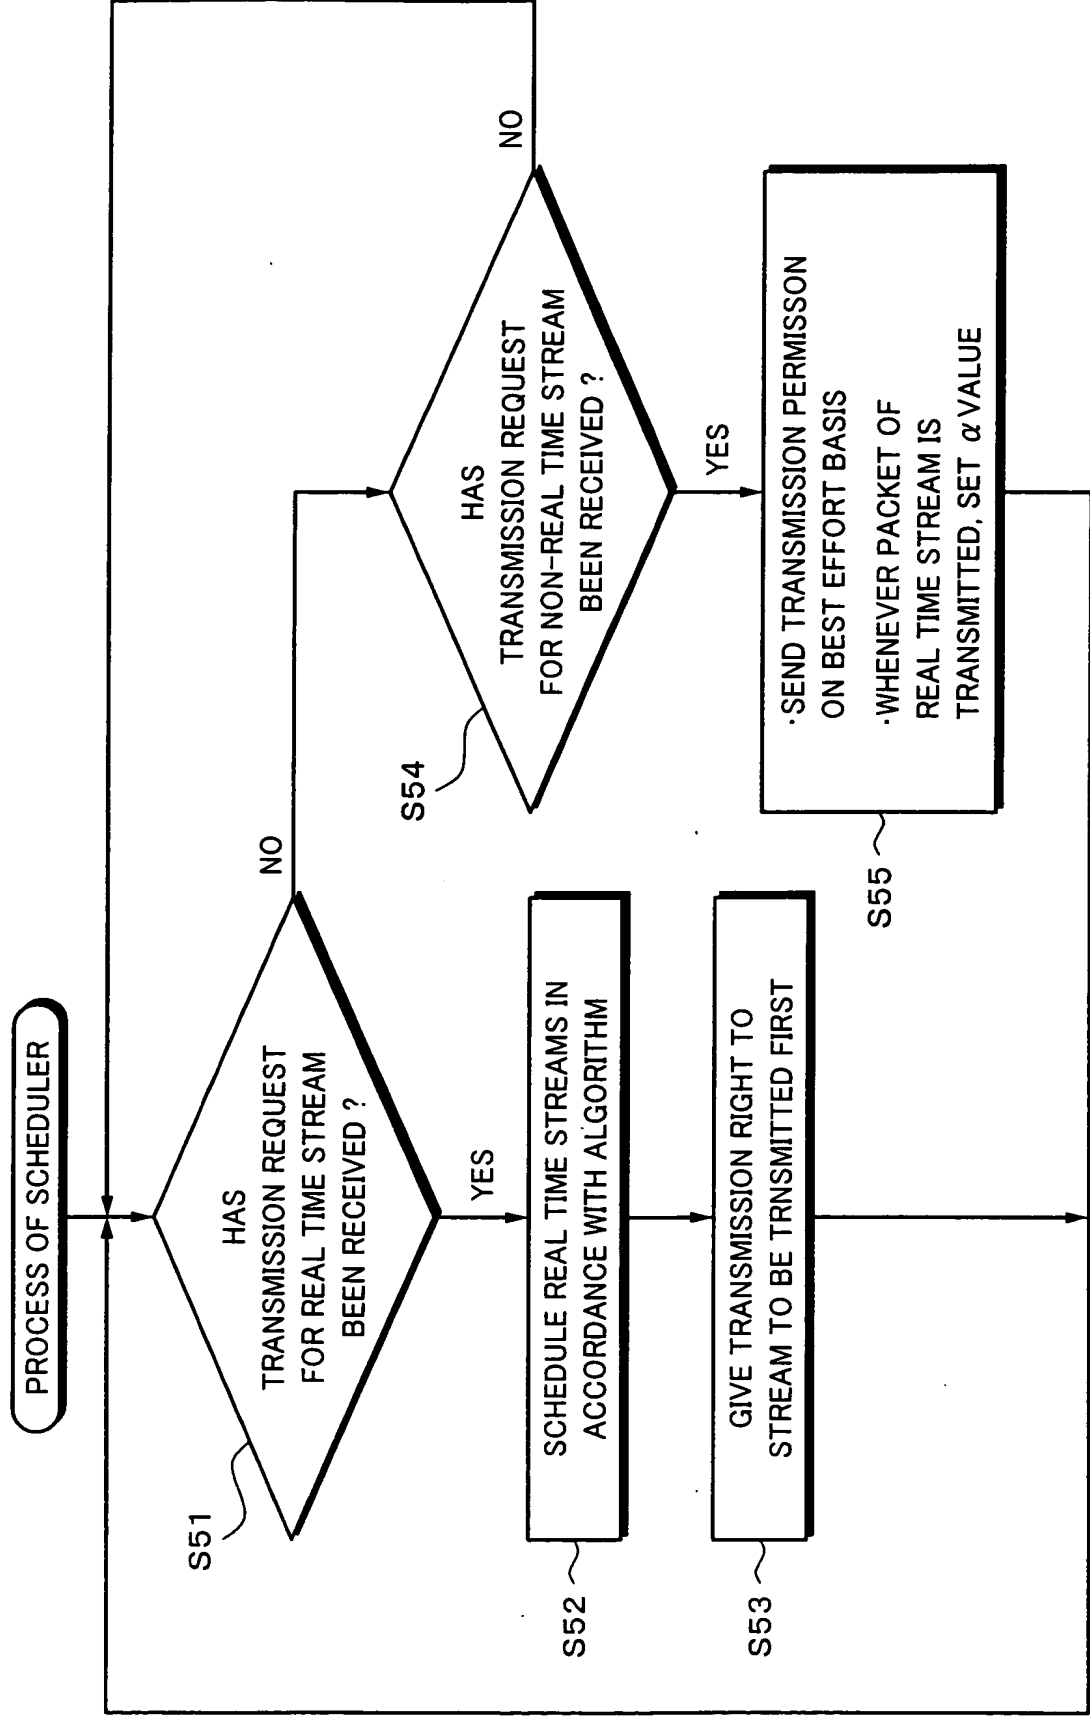 PROCESS OF SCHEDULER
S51
HAS
TRANSMISSION REQUEST
FOR REAL TIME STREAM
BEEN RECEIVED ?
NO
YES
S52
SCHEDULE REAL TIME STREAMS IN
ACCORDANCE WITH ALGORITHM
S53
GIVE TRANSMISSION RIGHT TO
STREAM TO BE TRNSMITTED FIRST
S54
HAS
TRANSMISSION REQUEST
FOR NON-REAL TIME STREAM
BEEN RECEIVED ?
NO
YES
S55
·SEND TRANSMISSION PERMISSON
ON BEST EFFORT BASIS
·WHENEVER PACKET OF
REAL TIME STREAM IS
TRANSMITTED, SET α VALUE